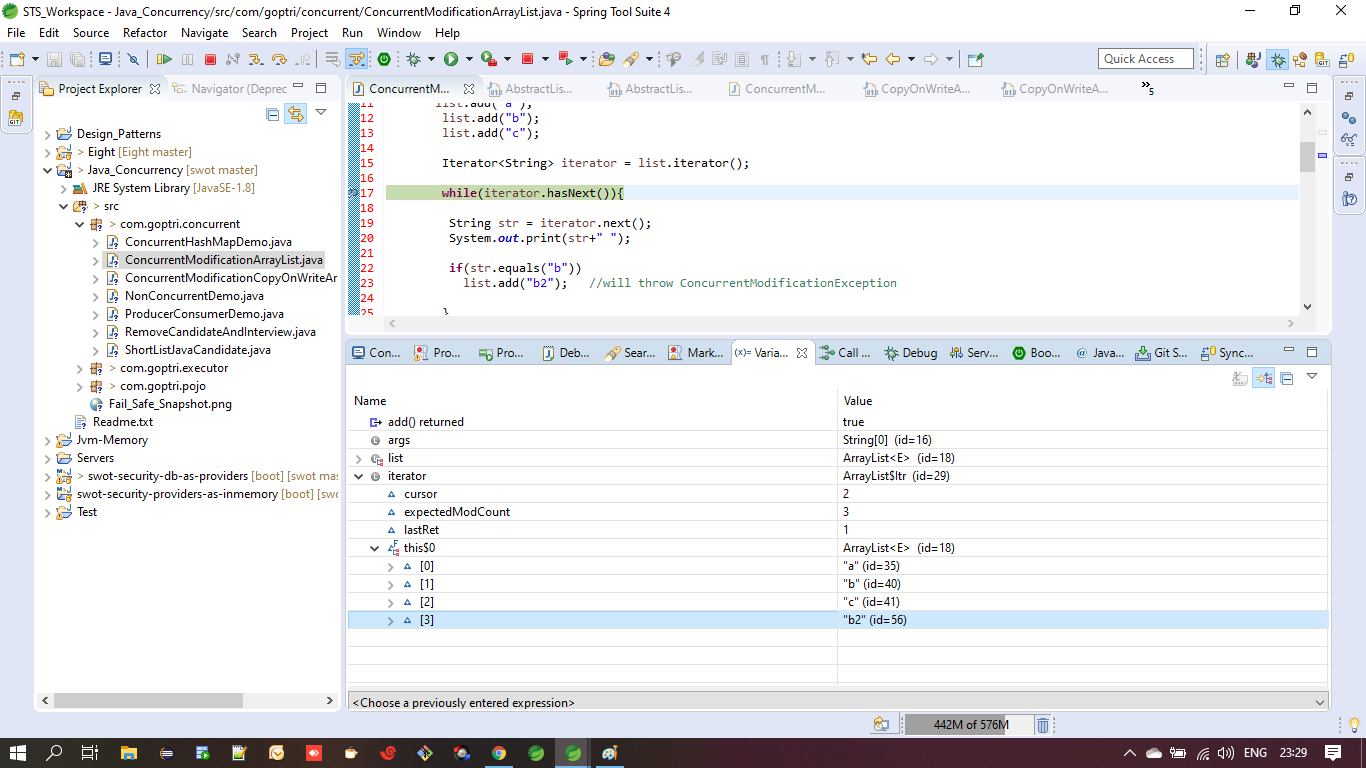 STS_Workspace - Java_Concurrency/src/com/goptri/concurrent/ConcurrentModificationArrayList.java - Spring Tool Suite 4
File Edit Source Refactor Navigate Search Project Run Window Help
Quick Access
Project Explorer
Navigator (Deprec
Design_Patterns
> Eight [Eight master]
> Java_Concurrency [swot master]
JRE System Library [JavaSE-1.8]
> src
> com.goptri.concurrent
ConcurrentHashMapDemo.java
ConcurrentModificationArrayList.java
ConcurrentModificationCopyOnWriteAr
NonConcurrentDemo.java
ProducerConsumerDemo.java
RemoveCandidateAndInterview.java
ShortListJavaCandidate.java
> com.goptri.executor
> com.goptri.pojo
Fail_Safe_Snapshot.png
Readme.txt
Jvm-Memory
Servers
> swot-security-db-as-providers [boot] [swot mas
swot-security-providers-as-inmemory [boot] [swo
Test
ConcurrentM... AbstractLis... AbstractLis... ConcurrentM... CopyOnWriteA... CopyOnWriteA... »5
11 list.add("a");
12 list.add("b");
13 list.add("c");
14
15 Iterator<String> iterator = list.iterator();
16
17 while(iterator.hasNext()){
18
19 String str = iterator.next();
20 System.out.print(str+" ");
21
22 if(str.equals("b"))
23 list.add("b2"); //will throw ConcurrentModificationException
24
25 }
Con... Pro... Pro... Deb... Sear... Mark... (x)= Varia... Call ... Debug Serv... Boo... @ Java... Git S... Sync...
Name Value
add() returned true
args String[0] (id=16)
list ArrayList<E> (id=18)
iterator ArrayList$Itr (id=29)
cursor 2
expectedModCount 3
lastRet 1
this$0 ArrayList<E> (id=18)
[0] "a" (id=35)
[1] "b" (id=40)
[2] "c" (id=41)
[3] "b2" (id=56)
<Choose a previously entered expression>
442M of 576M
ENG 23:29